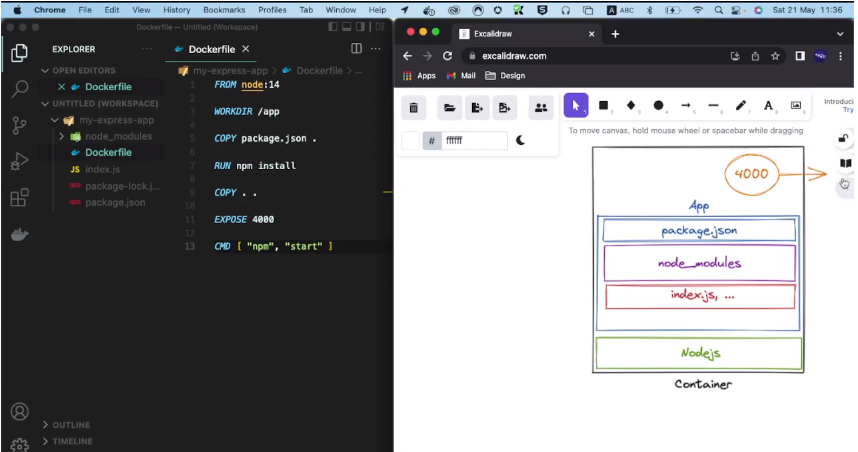 Chrome File Edit View History Bookmarks Profiles Tab Window Help ABC Sat 21 May 11:36
Dockerfile — Untitled (Workspace)
EXPLORER
OPEN EDITORS
Dockerfile
UNTITLED (WORKSPACE)
my-express-app
node_modules
Dockerfile
JS index.js
package-lock.j...
package.json
OUTLINE
TIMELINE
Dockerfile
my-express-app > Dockerfile > ...
1 FROM node:14
2
3 WORKDIR /app
4
5 COPY package.json .
6
7 RUN npm install
8
9 COPY . .
10
11 EXPOSE 4000
12
13 CMD [ "npm", "start" ]
Excalidraw
excalidraw.com
Apps Mail Design
# ffffff
A
Introduci
Try
To move canvas, hold mouse wheel or spacebar while dragging
4000
App
package.json
node_modules
index.js, ...
Nodejs
Container